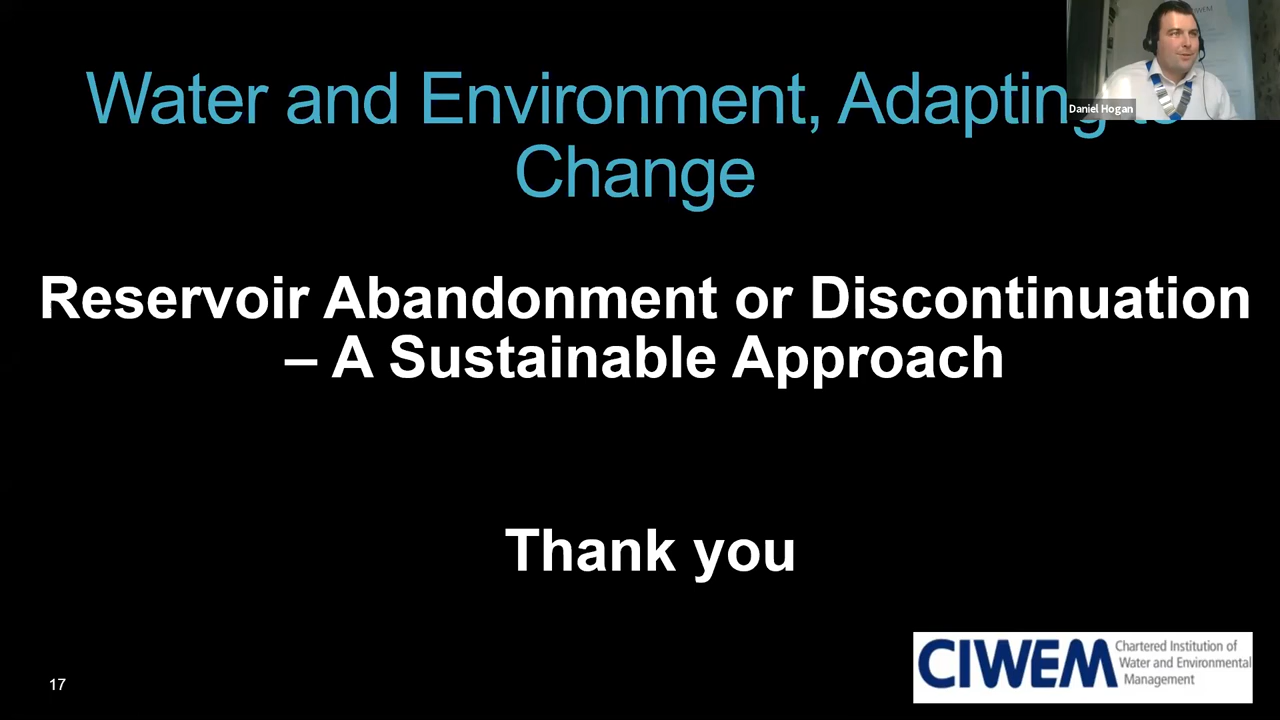 Water and Environment, Adapting to
Change
Daniel Hogan
Reservoir Abandonment or Discontinuation
– A Sustainable Approach
Thank you
CIWEM
Chartered Institution of
Water and Environmental
Management
17